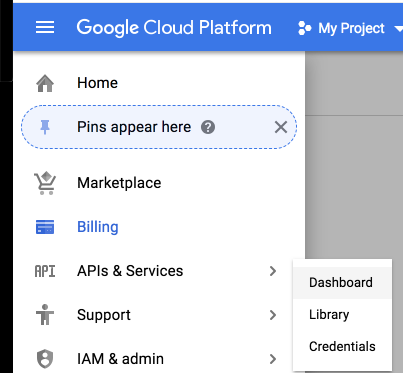 Google Cloud Platform
My Project
Home
Pins appear here ?
Marketplace
Billing
API APIs & Services
Dashboard
Library
Support
Credentials
IAM & admin